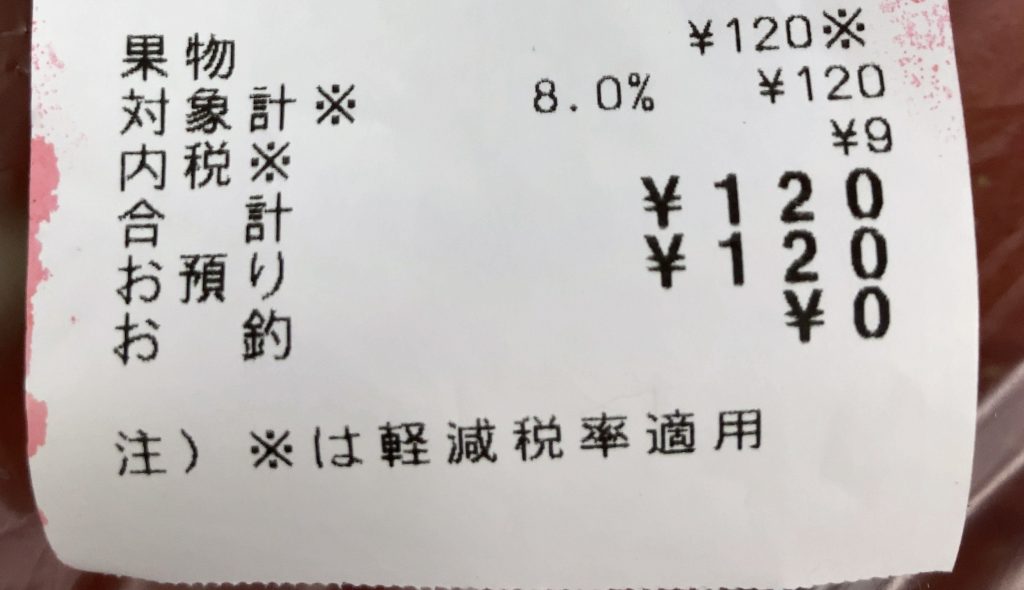 果物 ¥120※
対象計※ 8.0% ¥120
内税※ ¥9
合 計 ¥120
お預り ¥120
お 釣 ¥0
注) ※は軽減税率適用